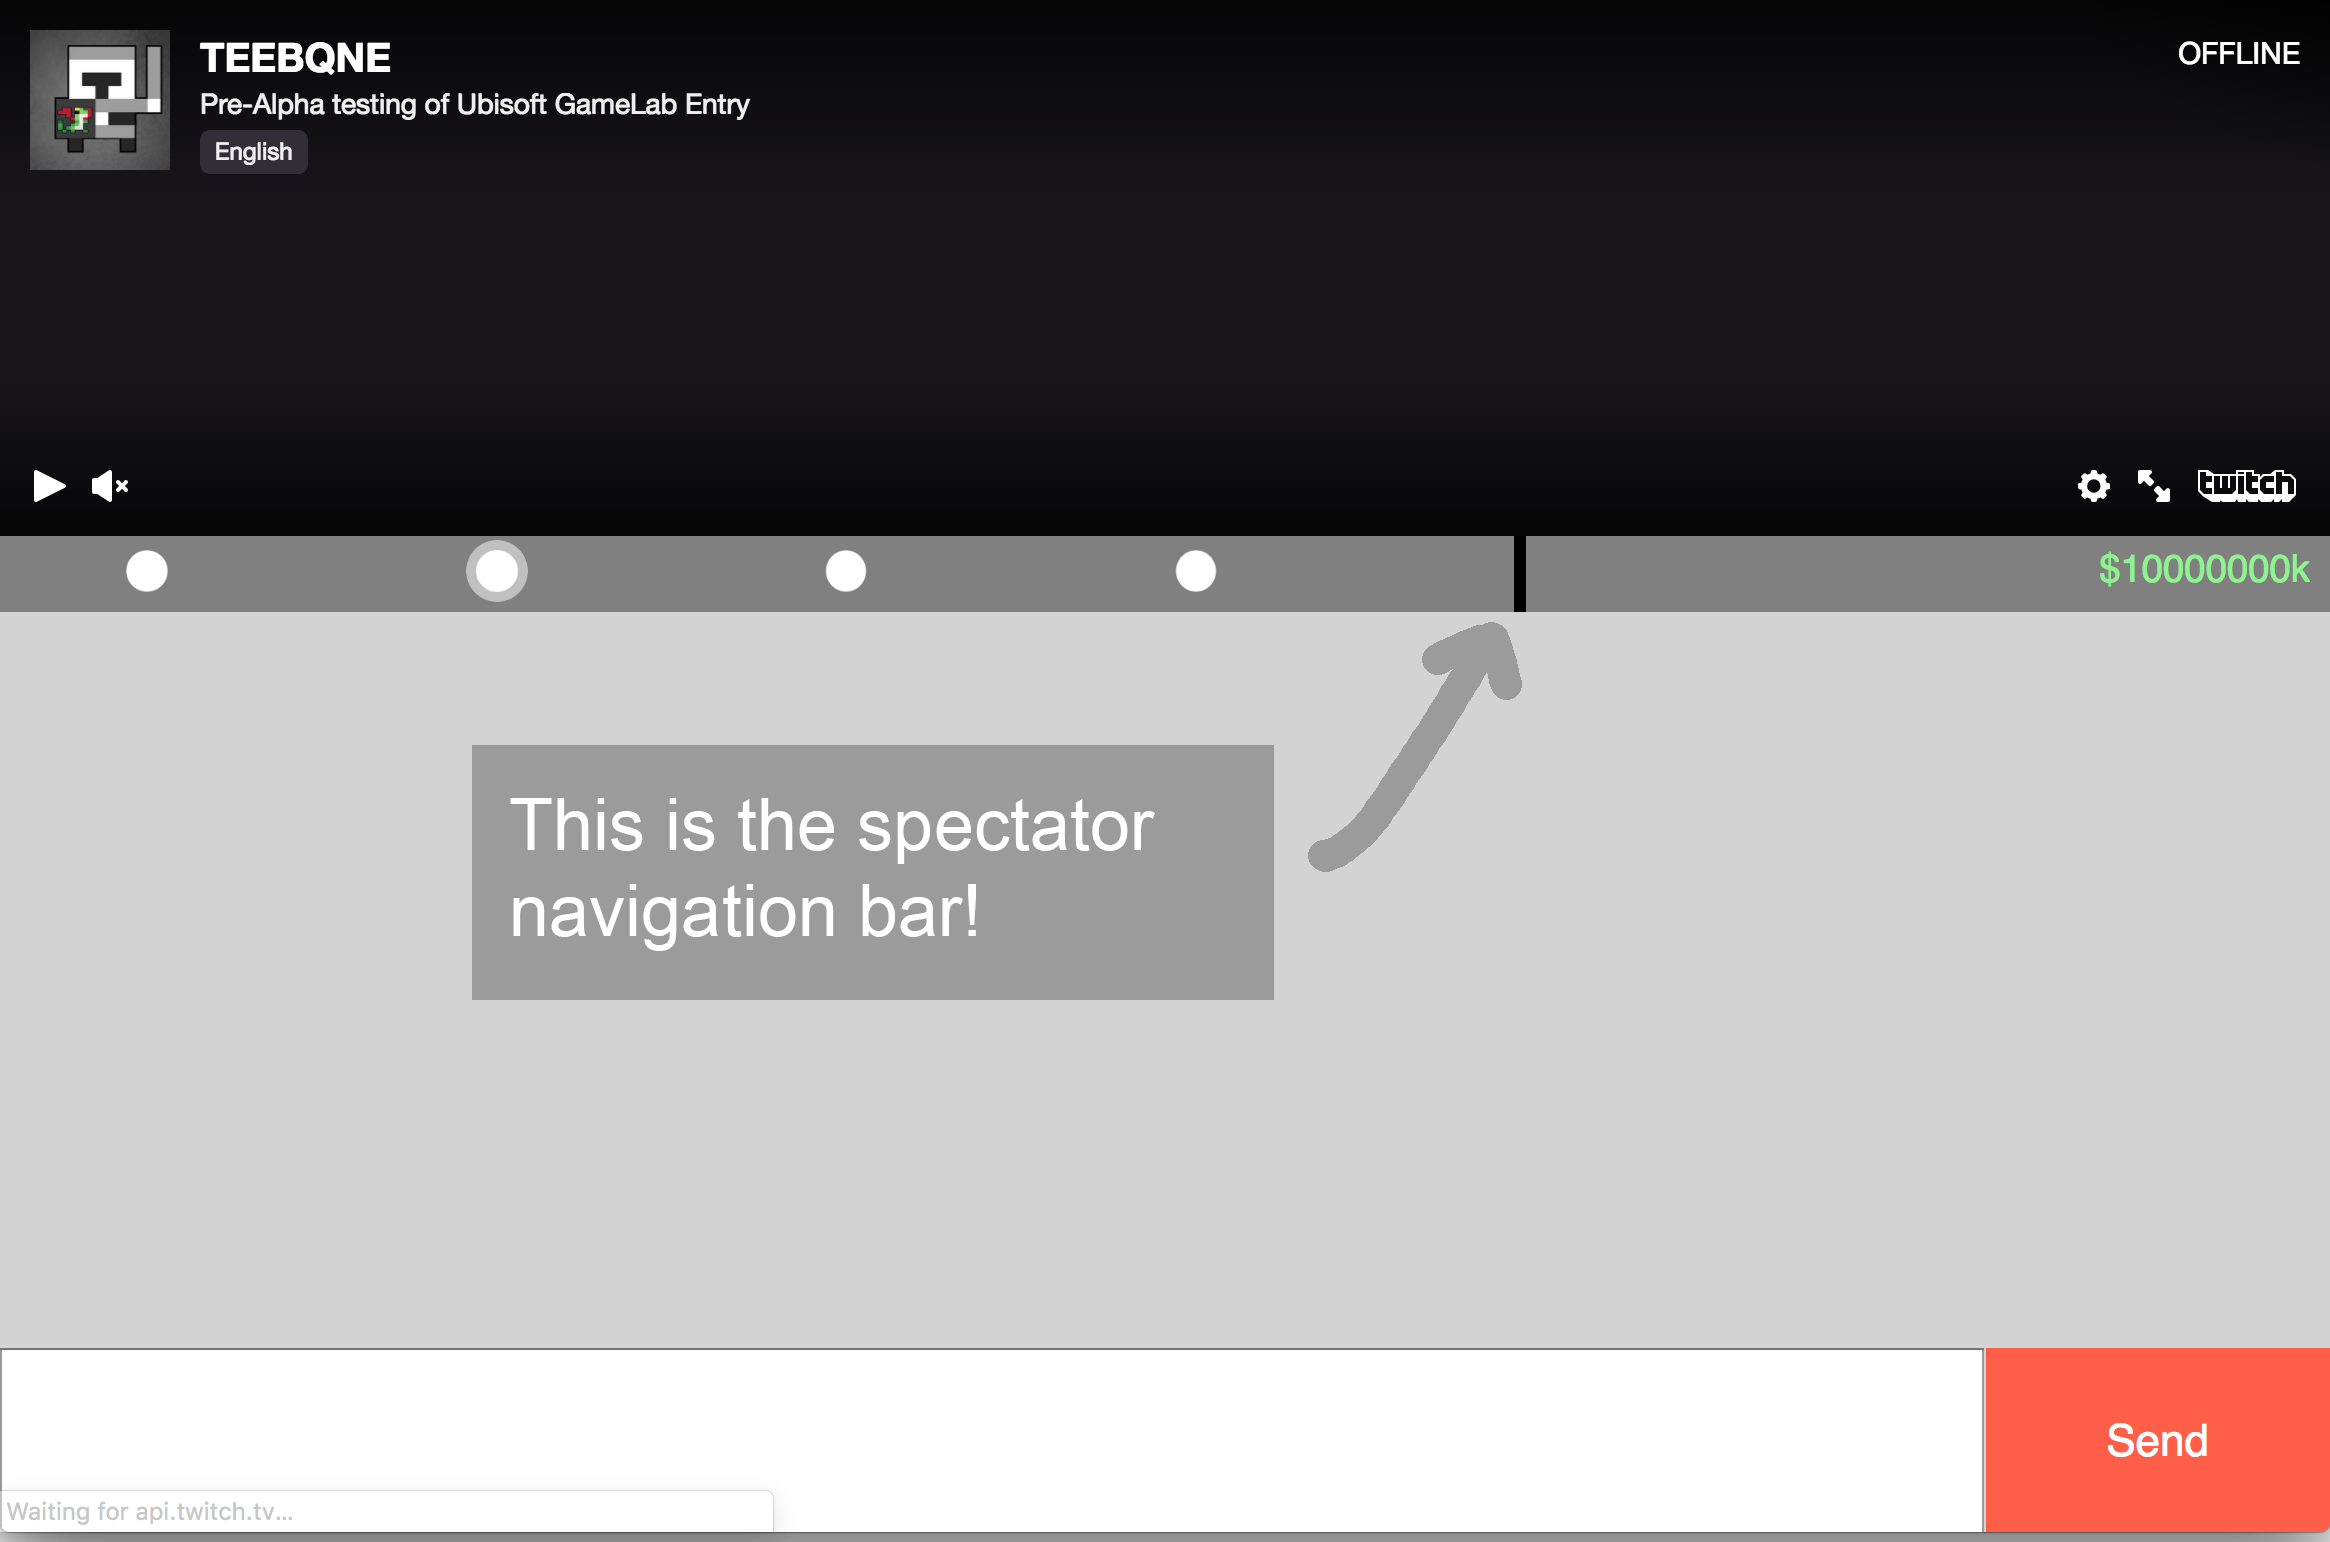 TEEBQNE
OFFLINE
Pre-Alpha testing of Ubisoft GameLab Entry
English
twitch
$10000000k
This is the spectator
navigation bar!
Send
Waiting for api.twitch.tv...